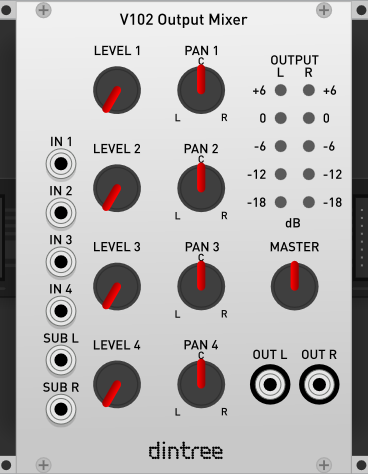 V102 Output Mixer
LEVEL 1 PAN 1
C
L R
OUTPUT
L R
+6 +6
0 0
-6 -6
-12 -12
-18 -18
dB
IN 1
IN 2
IN 3
IN 4
SUB L
SUB R
LEVEL 2 PAN 2
C
L R
LEVEL 3 PAN 3
C
L R
MASTER
LEVEL 4 PAN 4
C
L R
OUT L OUT R
dintree